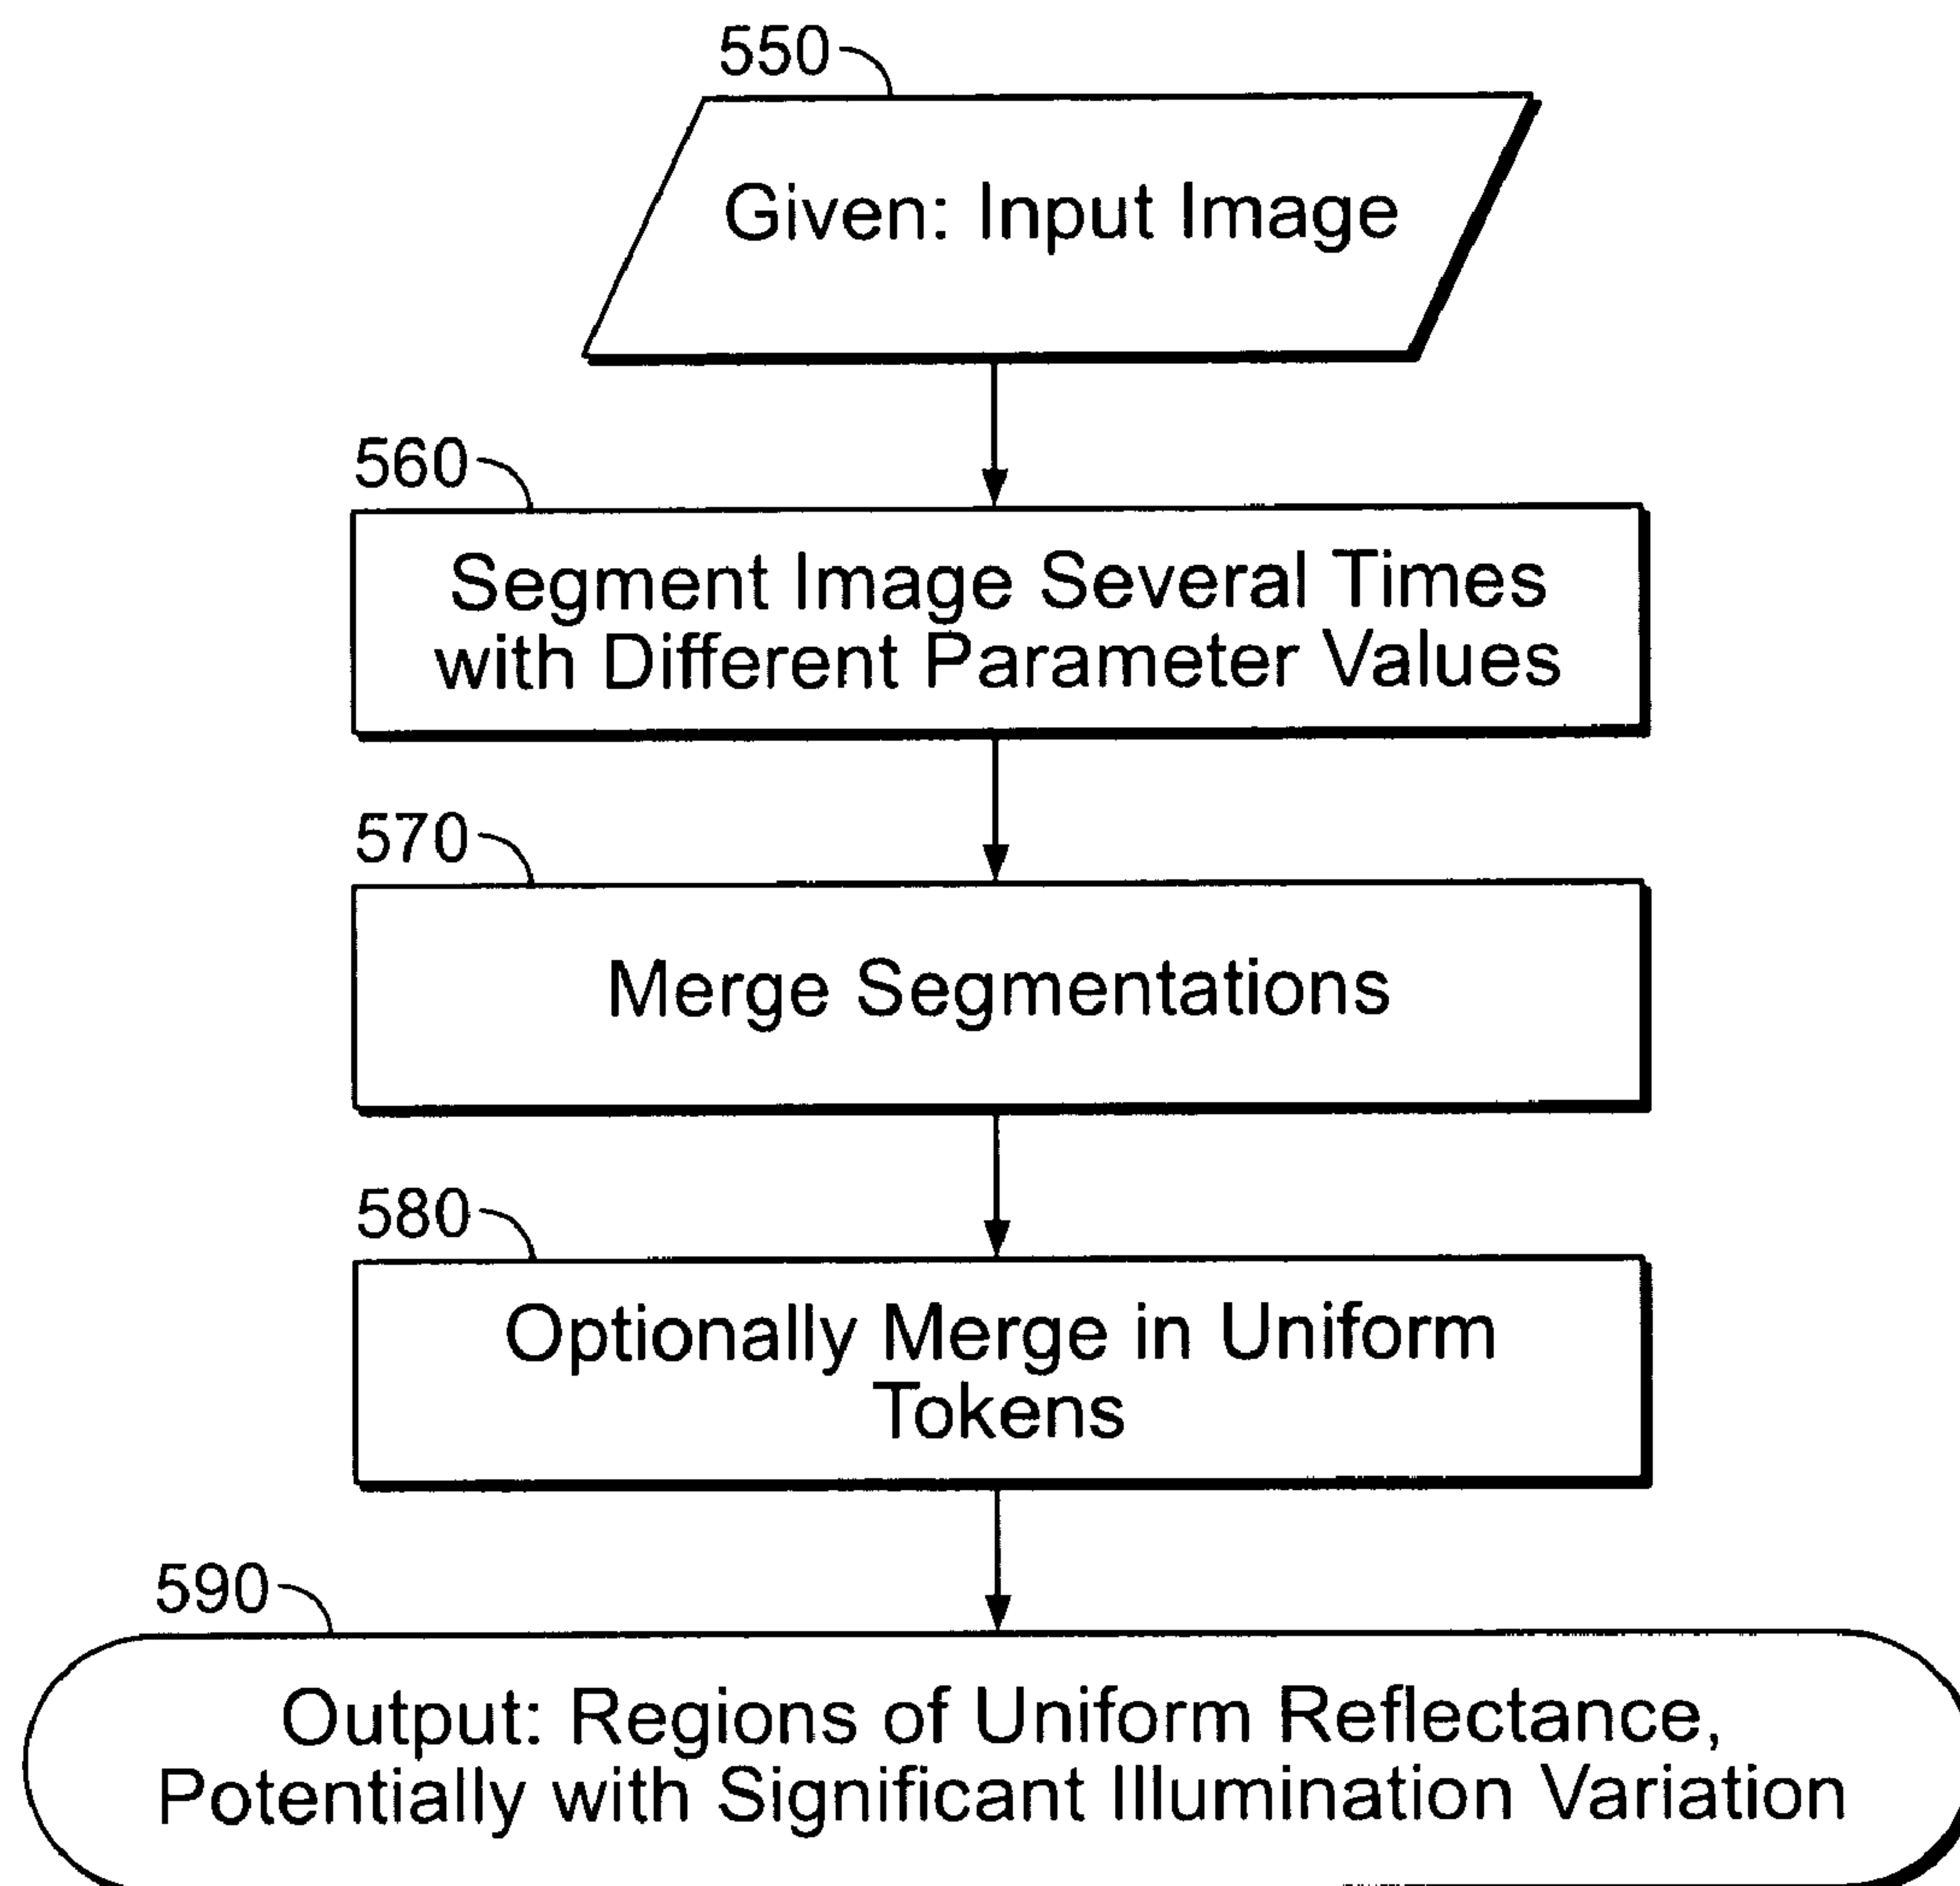 550
Given: Input Image
560
Segment Image Several Times
with Different Parameter Values
570
Merge Segmentations
580
Optionally Merge in Uniform
Tokens
590
Output: Regions of Uniform Reflectance,
Potentially with Significant Illumination Variation